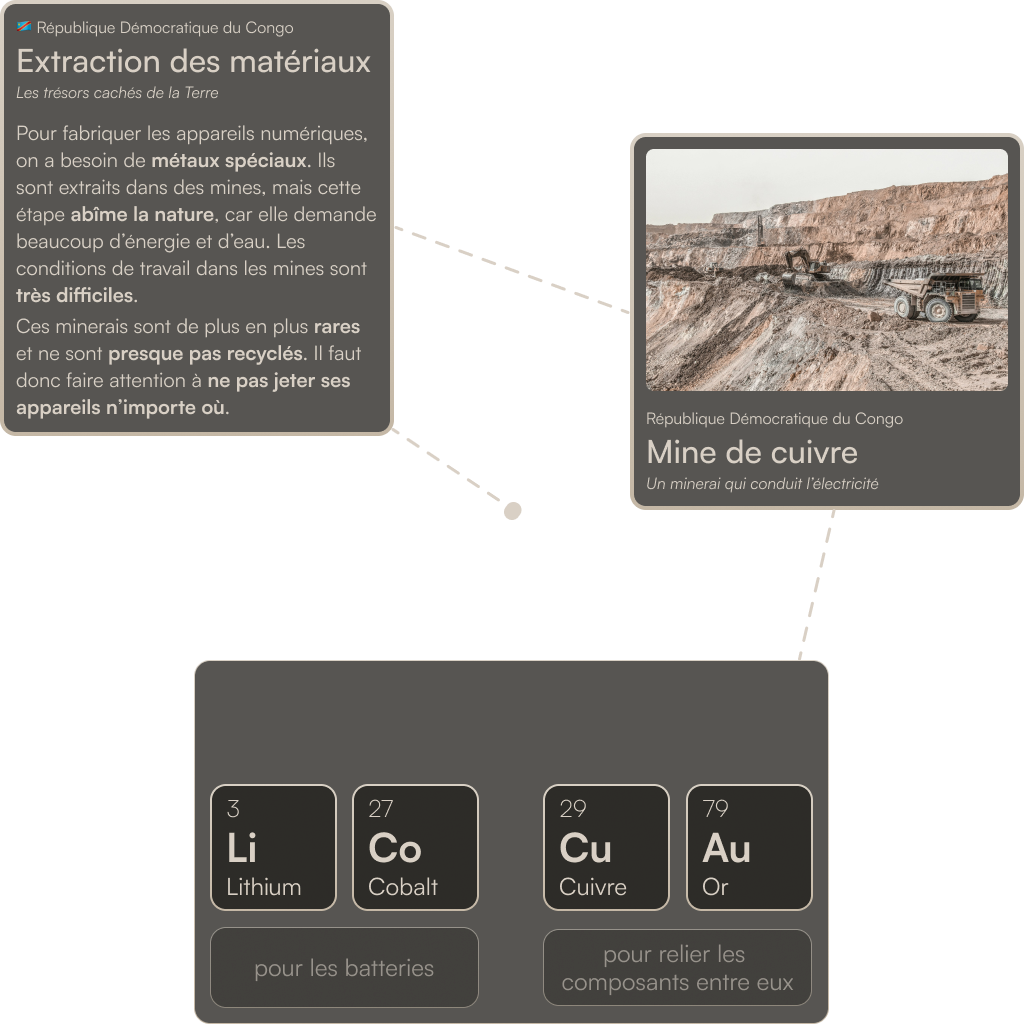 République Démocratique du Congo
Extraction des matériaux
Les trésors cachés de la Terre
Pour fabriquer les appareils numériques,
on a besoin de métaux spéciaux. Ils
sont extraits dans des mines, mais cette
étape abîme la nature, car elle demande
beaucoup d’énergie et d’eau. Les
conditions de travail dans les mines sont
très difficiles.
Ces minerais sont de plus en plus rares
et ne sont presque pas recyclés. Il faut
donc faire attention à ne pas jeter ses
appareils n’importe où.
République Démocratique du Congo
Mine de cuivre
Un minerai qui conduit l’électricité
3
Li
Lithium
27
Co
Cobalt
29
Cu
Cuivre
79
Au
Or
pour les batteries
pour relier les
composants entre eux